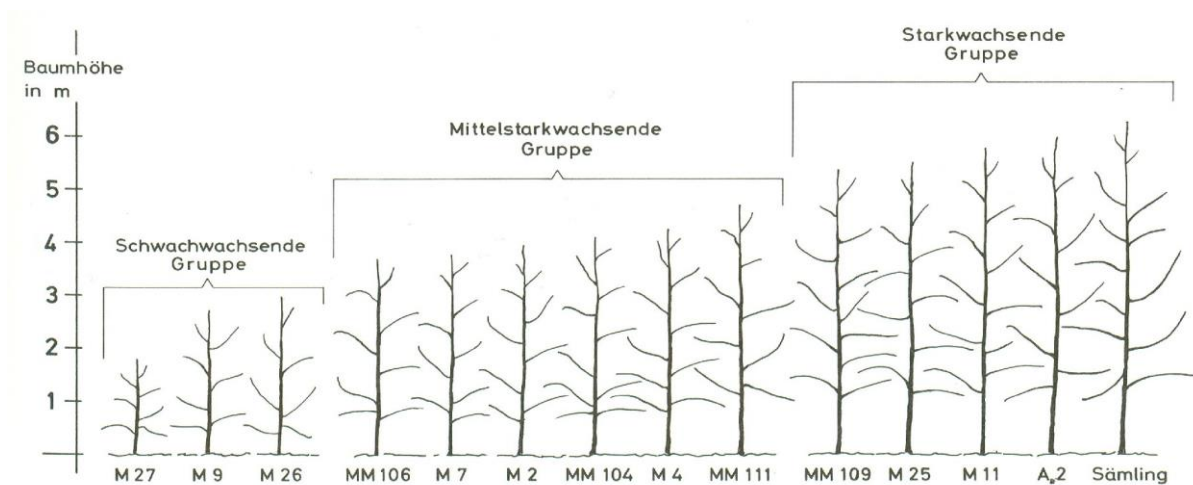 Starkwachsende
Gruppe
Baumhöhe
in m
Mittelstarkwachsende
Gruppe
Schwachwachsende
Gruppe
6
5
4
3
2
1
M 27 M 9 M 26 MM 106 M 7 M 2 MM 104 M 4 MM 111 MM 109 M 25 M 11 A.2 Sämling